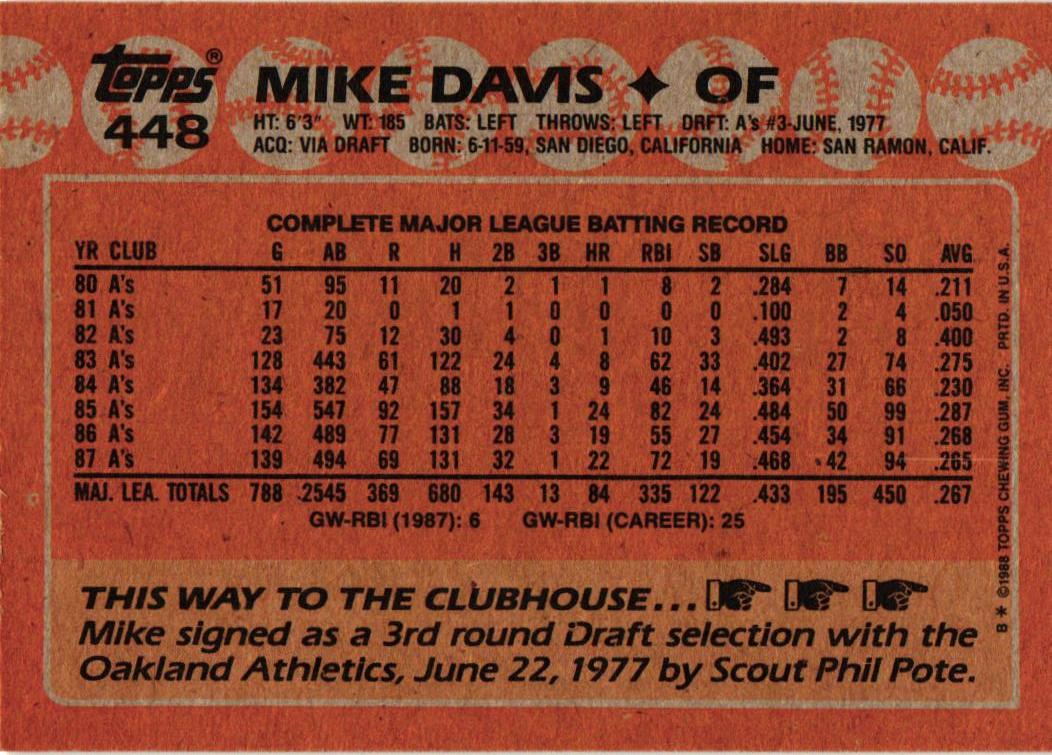 topps®
448
MIKE DAVIS ✦ OF
HT: 6'3" WT: 185 BATS: LEFT THROWS: LEFT DRFT: A's #3-JUNE, 1977
ACQ: VIA DRAFT BORN: 6-11-59, SAN DIEGO, CALIFORNIA HOME: SAN RAMON, CALIF.
COMPLETE MAJOR LEAGUE BATTING RECORD
YR CLUB G AB R H 2B 3B HR RBI SB SLG BB SO AVG.
80 A's 51 95 11 20 2 1 1 8 2 .284 7 14 .211
81 A's 17 20 0 1 1 0 0 0 0 .100 2 4 .050
82 A's 23 75 12 30 4 0 1 10 3 .493 2 8 .400
83 A's 128 443 61 122 24 4 8 62 33 .402 27 74 .275
84 A's 134 382 47 88 18 3 9 46 14 .364 31 66 .230
85 A's 154 547 92 157 34 1 24 82 24 .484 50 99 .287
86 A's 142 489 77 131 28 3 19 55 27 .454 34 91 .268
87 A's 139 494 69 131 32 1 22 72 19 .468 42 94 .265
MAJ. LEA. TOTALS 788 2545 369 680 143 13 84 335 122 .433 195 450 .267
GW-RBI (1987): 6 GW-RBI (CAREER): 25
THIS WAY TO THE CLUBHOUSE...
Mike signed as a 3rd round Draft selection with the
Oakland Athletics, June 22, 1977 by Scout Phil Pote.
B* ©1988 TOPPS CHEWING GUM, INC. PRTD. IN U.S.A.